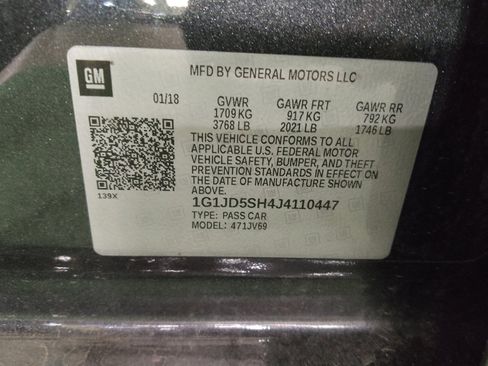 GM
MFD BY GENERAL MOTORS LLC
01/18 GVWR GAWR FRT GAWR RR
1709 KG 917 KG 792 KG
3768 LB 2021 LB 1746 LB
THIS VEHICLE CONFORMS TO ALL
APPLICABLE U.S. FEDERAL MOTOR
VEHICLE SAFETY, BUMPER, AND THEFT
PREVENTION STANDARDS IN EFFECT ON
THE DATE OF MANUFACTURE SHOWN
ABOVE.
139X
1G1JD5SH4J4110447
TYPE: PASS CAR
MODEL: 471JV69